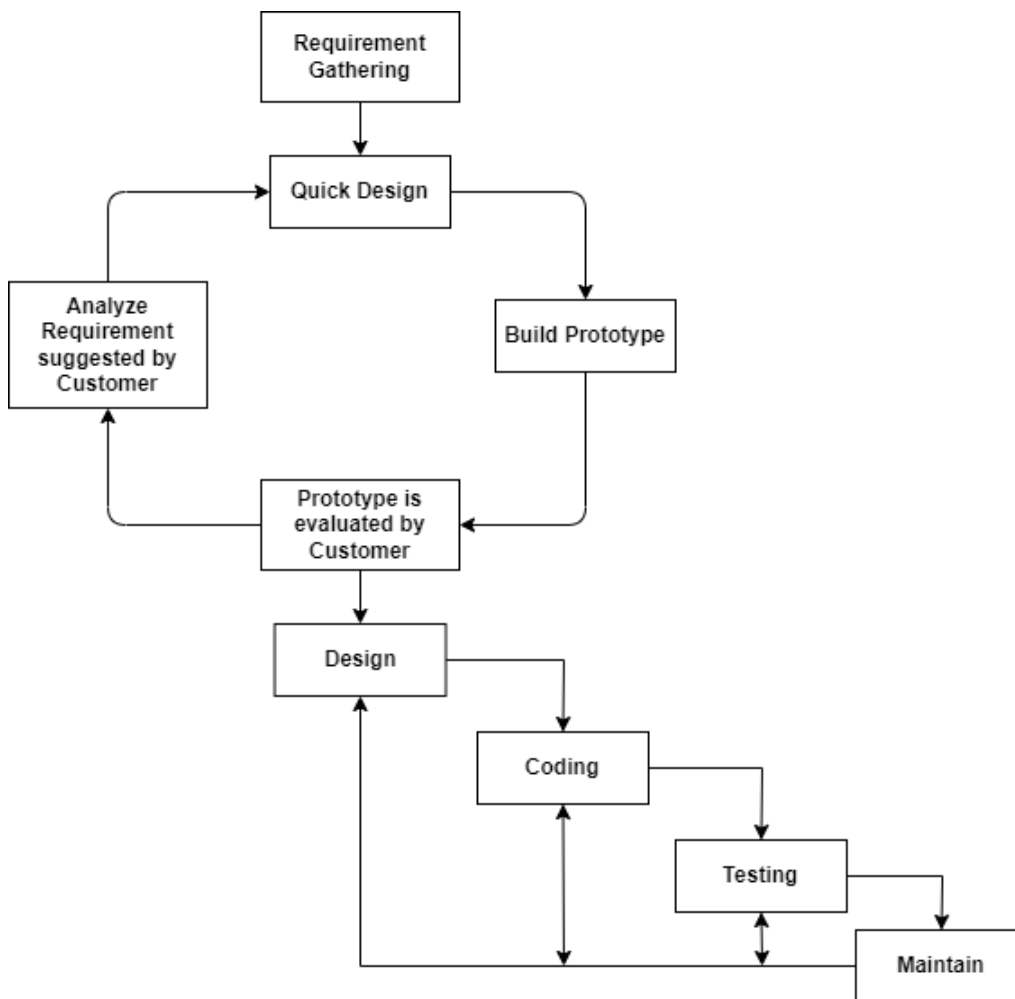 Requirement
Gathering
Quick Design
Build Prototype
Analyze
Requirement
suggested by
Customer
Prototype is
evaluated by
Customer
Design
Coding
Testing
Maintain